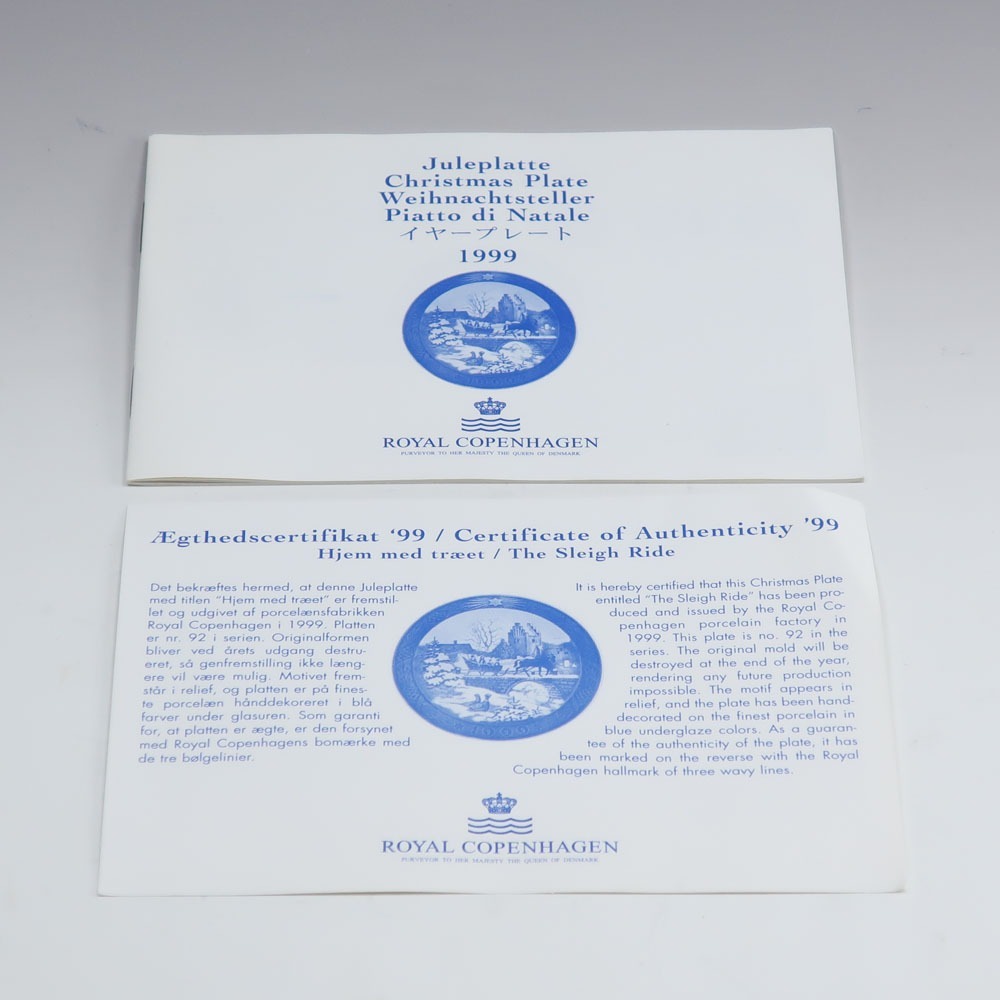 Juleplatte
Christmas Plate
Weihnachtsteller
Piatto di Natale
イヤープレート
1999
ROYAL COPENHAGEN
PURVEYOR TO HER MAJESTY THE QUEEN OF DENMARK
Ægthedscertifikat ‘99 / Certificate of Authenticity ’99
Hjem med træet / The Sleigh Ride
Det bekræftes hermed, at denne Juleplatte
med titlen “Hjem med træet” er fremstil-
let og udgivet af porcelænsfabrikken
Royal Copenhagen i 1999. Platten
er nr. 92 i serien. Originalformen
bliver ved årets udgang destru-
eret, så genfremstilling ikke læng-
ere vil være mulig. Motivet frem-
står i relief, og platten er på fines-
te porcelæn hånddekoreret i blå
farver under glasuren. Som garanti
for, at platten er ægte, er den forsynet
med Royal Copenhagens bomærke med
de tre bølgelinier.
It is hereby certified that this Christmas Plate
entitled “The Sleigh Ride” has been pro-
duced and issued by the Royal Co-
penhagen porcelain factory in
1999. This plate is no. 92 in the
series. The original mold will be
destroyed at the end of the year,
rendering any future production
impossible. The motif appears in
relief, and the plate has been hand-
decorated on the finest porcelain in
blue underglaze colors. As a guaran-
tee of the authenticity of the plate, it has
been marked on the reverse with the Royal
Copenhagen hallmark of three wavy lines.
ROYAL COPENHAGEN
PURVEYOR TO HER MAJESTY THE QUEEN OF DENMARK